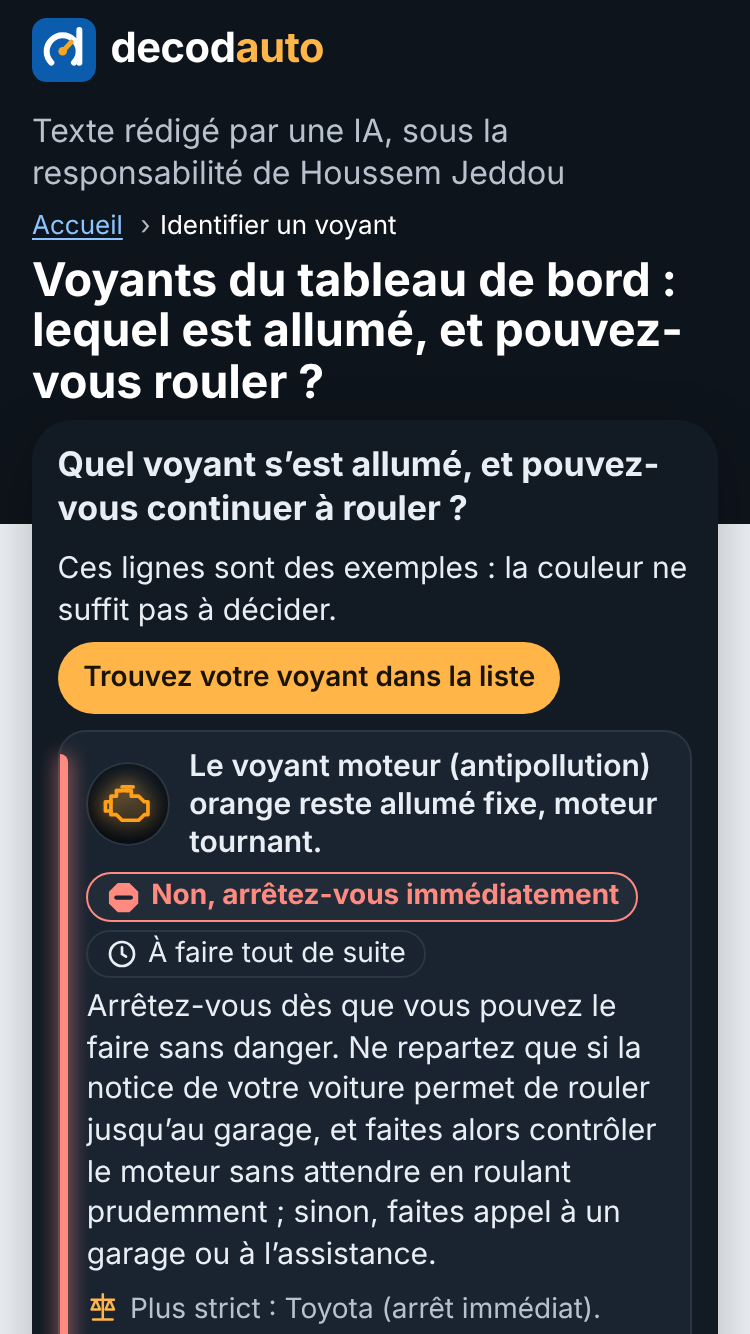 decodauto
Texte rédigé par une IA, sous la
responsabilité de Houssem Jeddou
Accueil › Identifier un voyant
Voyants du tableau de bord :
lequel est allumé, et pouvez-
vous rouler ?
Quel voyant s’est allumé, et pouvez-
vous continuer à rouler ?
Ces lignes sont des exemples : la couleur ne
suffit pas à décider.
Trouvez votre voyant dans la liste
Le voyant moteur (antipollution)
orange reste allumé fixe, moteur
tournant.
Non, arrêtez-vous immédiatement
À faire tout de suite
Arrêtez-vous dès que vous pouvez le
faire sans danger. Ne repartez que si la
notice de votre voiture permet de rouler
jusqu’au garage, et faites alors contrôler
le moteur sans attendre en roulant
prudemment ; sinon, faites appel à un
garage ou à l’assistance.
Plus strict : Toyota (arrêt immédiat).